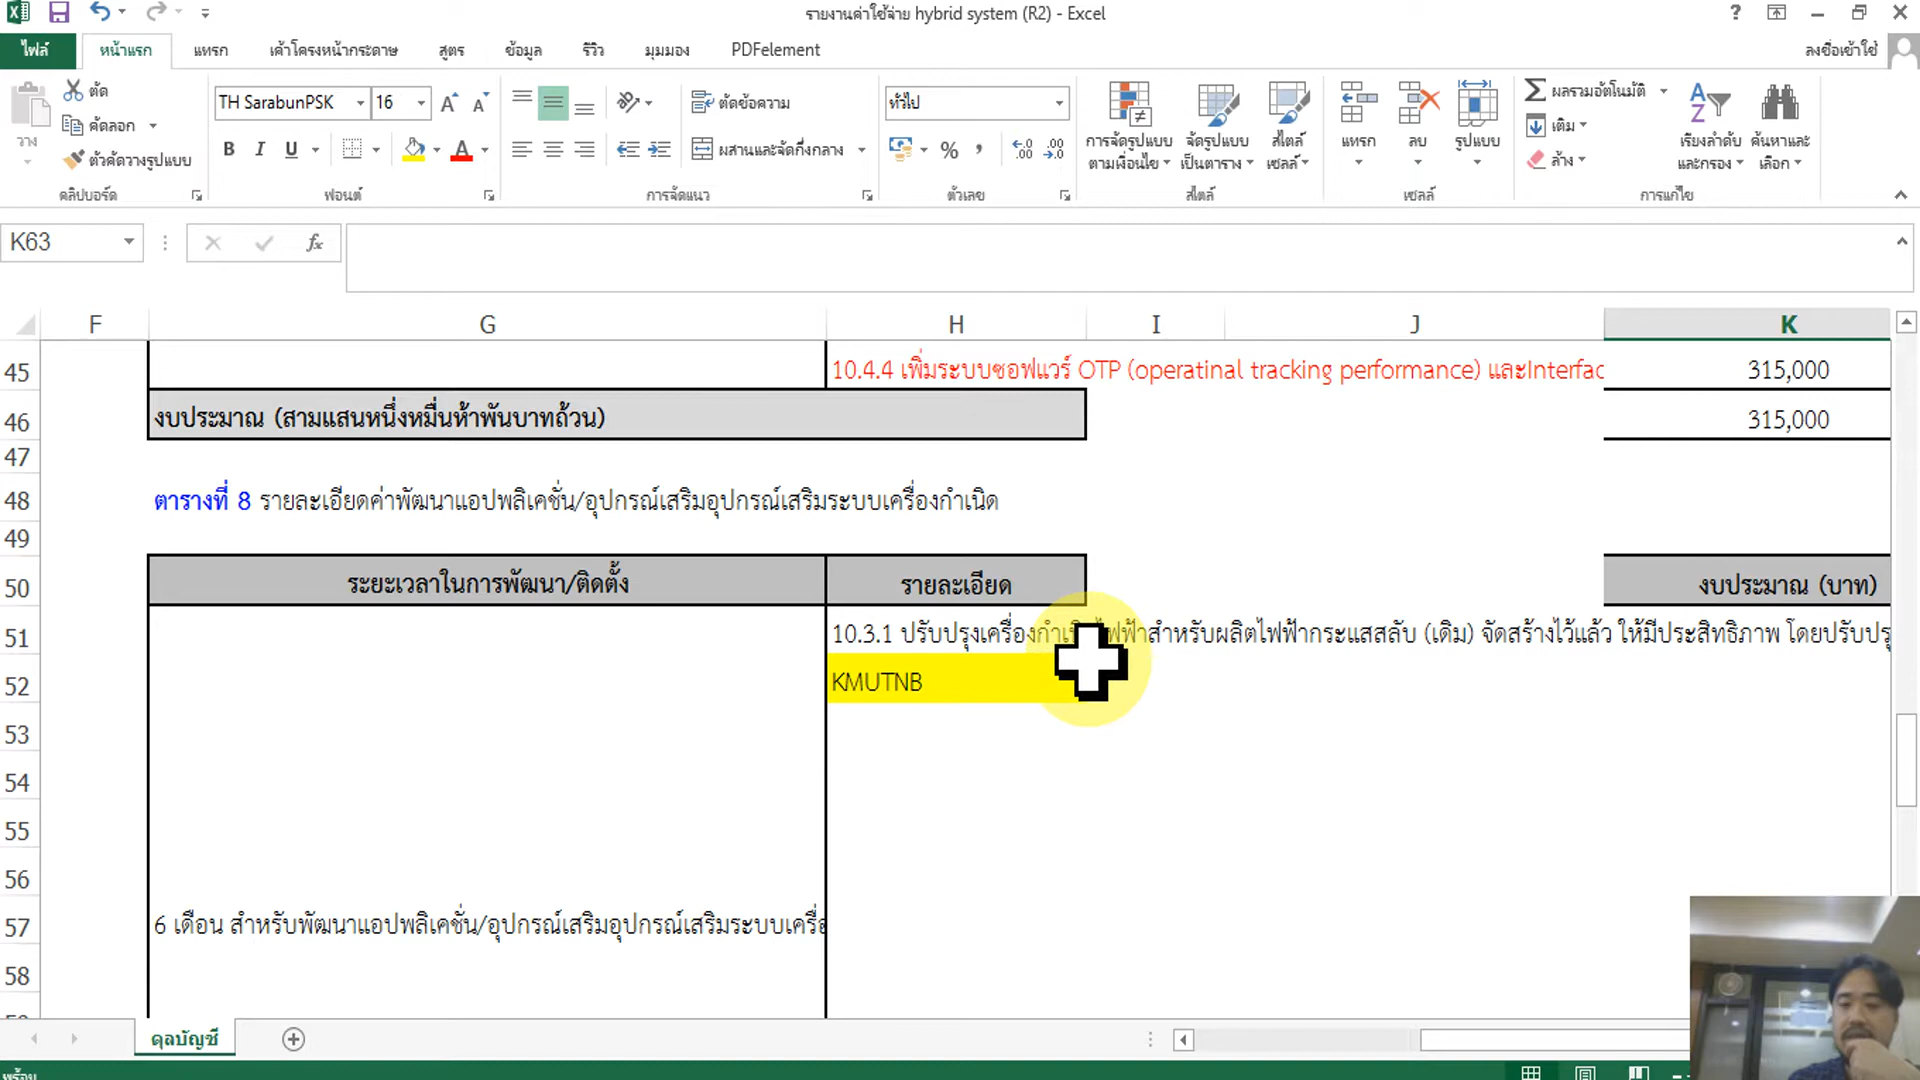 รายงานค่าใช้จ่าย hybrid system (R2) - Excel
ไฟล์ หน้าแรก แทรก เค้าโครงหน้ากระดาษ สูตร ข้อมูล รีวิว มุมมอง PDFelement ลงชื่อเข้าใช้
วาง
ตัด
คัดลอก
ตัวคัดวางรูปแบบ
คลิปบอร์ด
TH SarabunPSK 16
B I U
ฟอนต์
ตัดข้อความ
ผสานและจัดกึ่งกลาง
การจัดแนว
ทั่วไป
%
ตัวเลข
การจัดรูปแบบ
ตามเงื่อนไข
จัดรูปแบบ
เป็นตาราง
สไตล์
เซลล์
สไตล์
แทรก
ลบ
รูปแบบ
เซลล์
ผลรวมอัตโนมัติ
เติม
ล้าง
เรียงลำดับ
และกรอง
ค้นหาและ
เลือก
การแก้ไข
K63
fx
F G H I J K
45 10.4.4 เพิ่มระบบซอฟแวร์ OTP (operatinal tracking performance) และInterfac 315,000
46 งบประมาณ (สามแสนหนึ่งหมื่นห้าพันบาทถ้วน) 315,000
47
48 ตารางที่ 8 รายละเอียดค่าพัฒนาแอปพลิเคชั่น/อุปกรณ์เสริมอุปกรณ์เสริมระบบเครื่องกำเนิด
49
50 ระยะเวลาในการพัฒนา/ติดตั้ง รายละเอียด งบประมาณ (บาท)
51 10.3.1 ปรับปรุงเครื่องกำเนิดไฟฟ้าสำหรับผลิตไฟฟ้ากระแสสลับ (เดิม) จัดสร้างไว้แล้ว ให้มีประสิทธิภาพ โดยปรับปรุ
52 KMUTNB
53
54
55
56
57 6 เดือน สำหรับพัฒนาแอปพลิเคชั่น/อุปกรณ์เสริมอุปกรณ์เสริมระบบเครื่อ
58
ดุลบัญชี
พร้อม